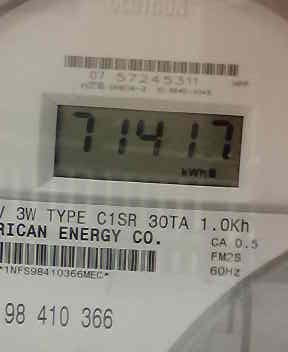 07 57245311
71417
kWh
V 3W TYPE C1SR 30TA 1.0Kh
RICAN ENERGY CO.
CA 0.5
FM2S
60Hz
*1NFS98410366MEC*
98 410 366